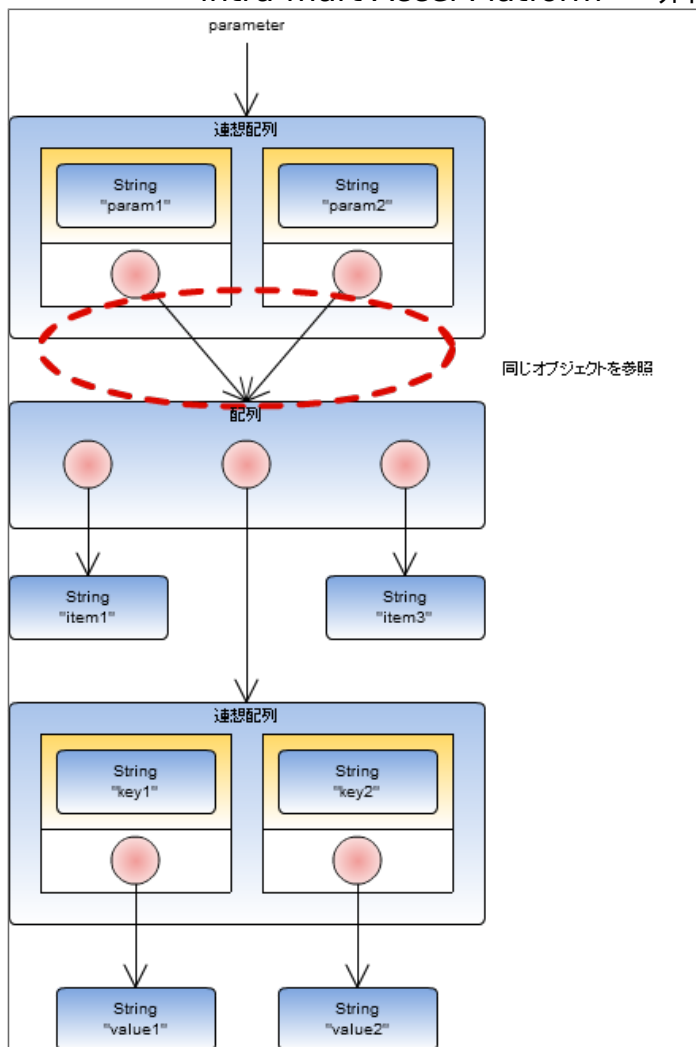 parameter
連想配列
String
"param1"
String
"param2"
同じオブジェクトを参照
配列
String
"item1"
String
"item3"
連想配列
String
"key1"
String
"key2"
String
"value1"
String
"value2"